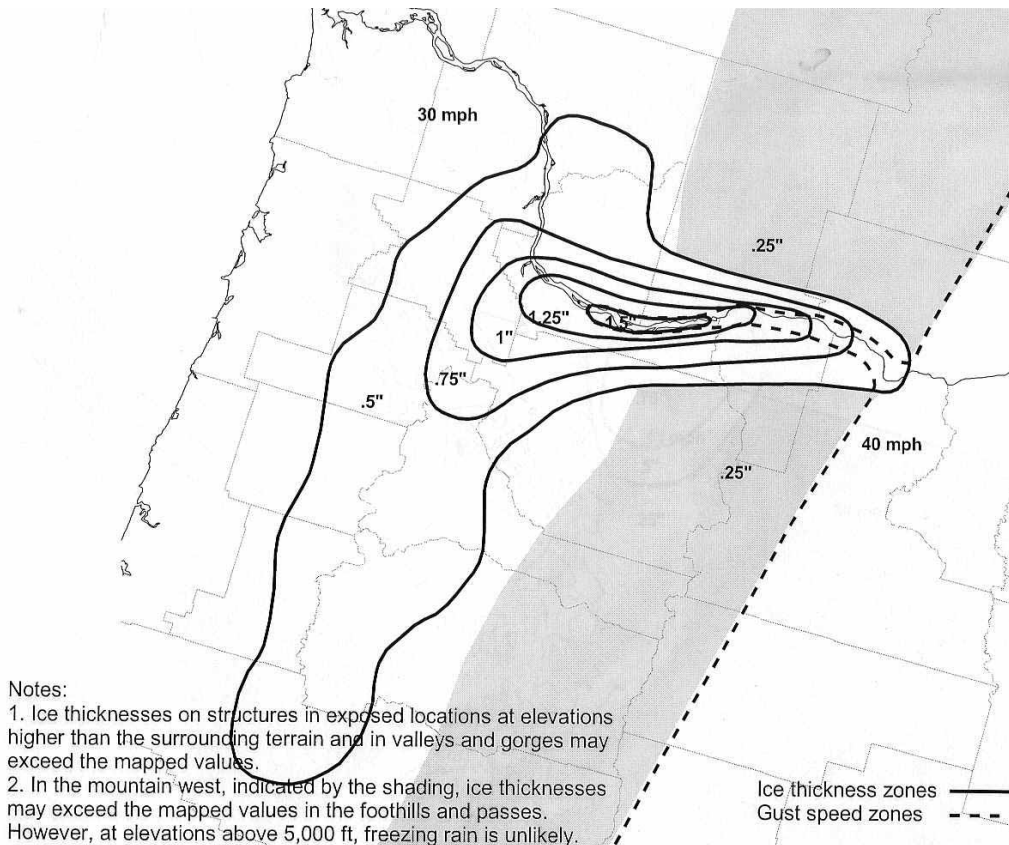 30 mph
.25"
1.25"
1.5"
1"
.75"
.5"
40 mph
.25"
Notes:
1. Ice thicknesses on structures in exposed locations at elevations
higher than the surrounding terrain and in valleys and gorges may
exceed the mapped values.
2. In the mountain west, indicated by the shading, ice thicknesses
may exceed the mapped values in the foothills and passes.
However, at elevations above 5,000 ft, freezing rain is unlikely.
Ice thickness zones
Gust speed zones